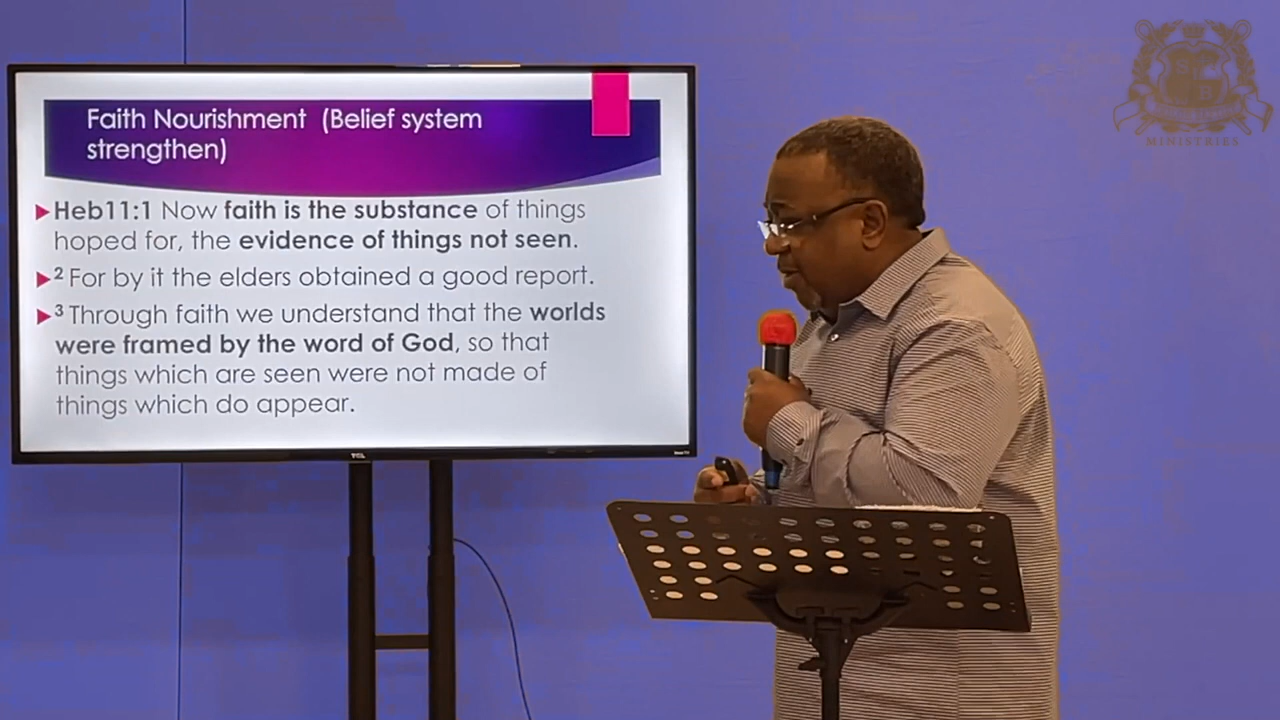 Faith Nourishment (Belief system
strengthen)
Heb11:1 Now faith is the substance of things
hoped for, the evidence of things not seen.
2 For by it the elders obtained a good report.
3 Through faith we understand that the worlds
were framed by the word of God, so that
things which are seen were not made of
things which do appear.
TCL
MINISTRIES